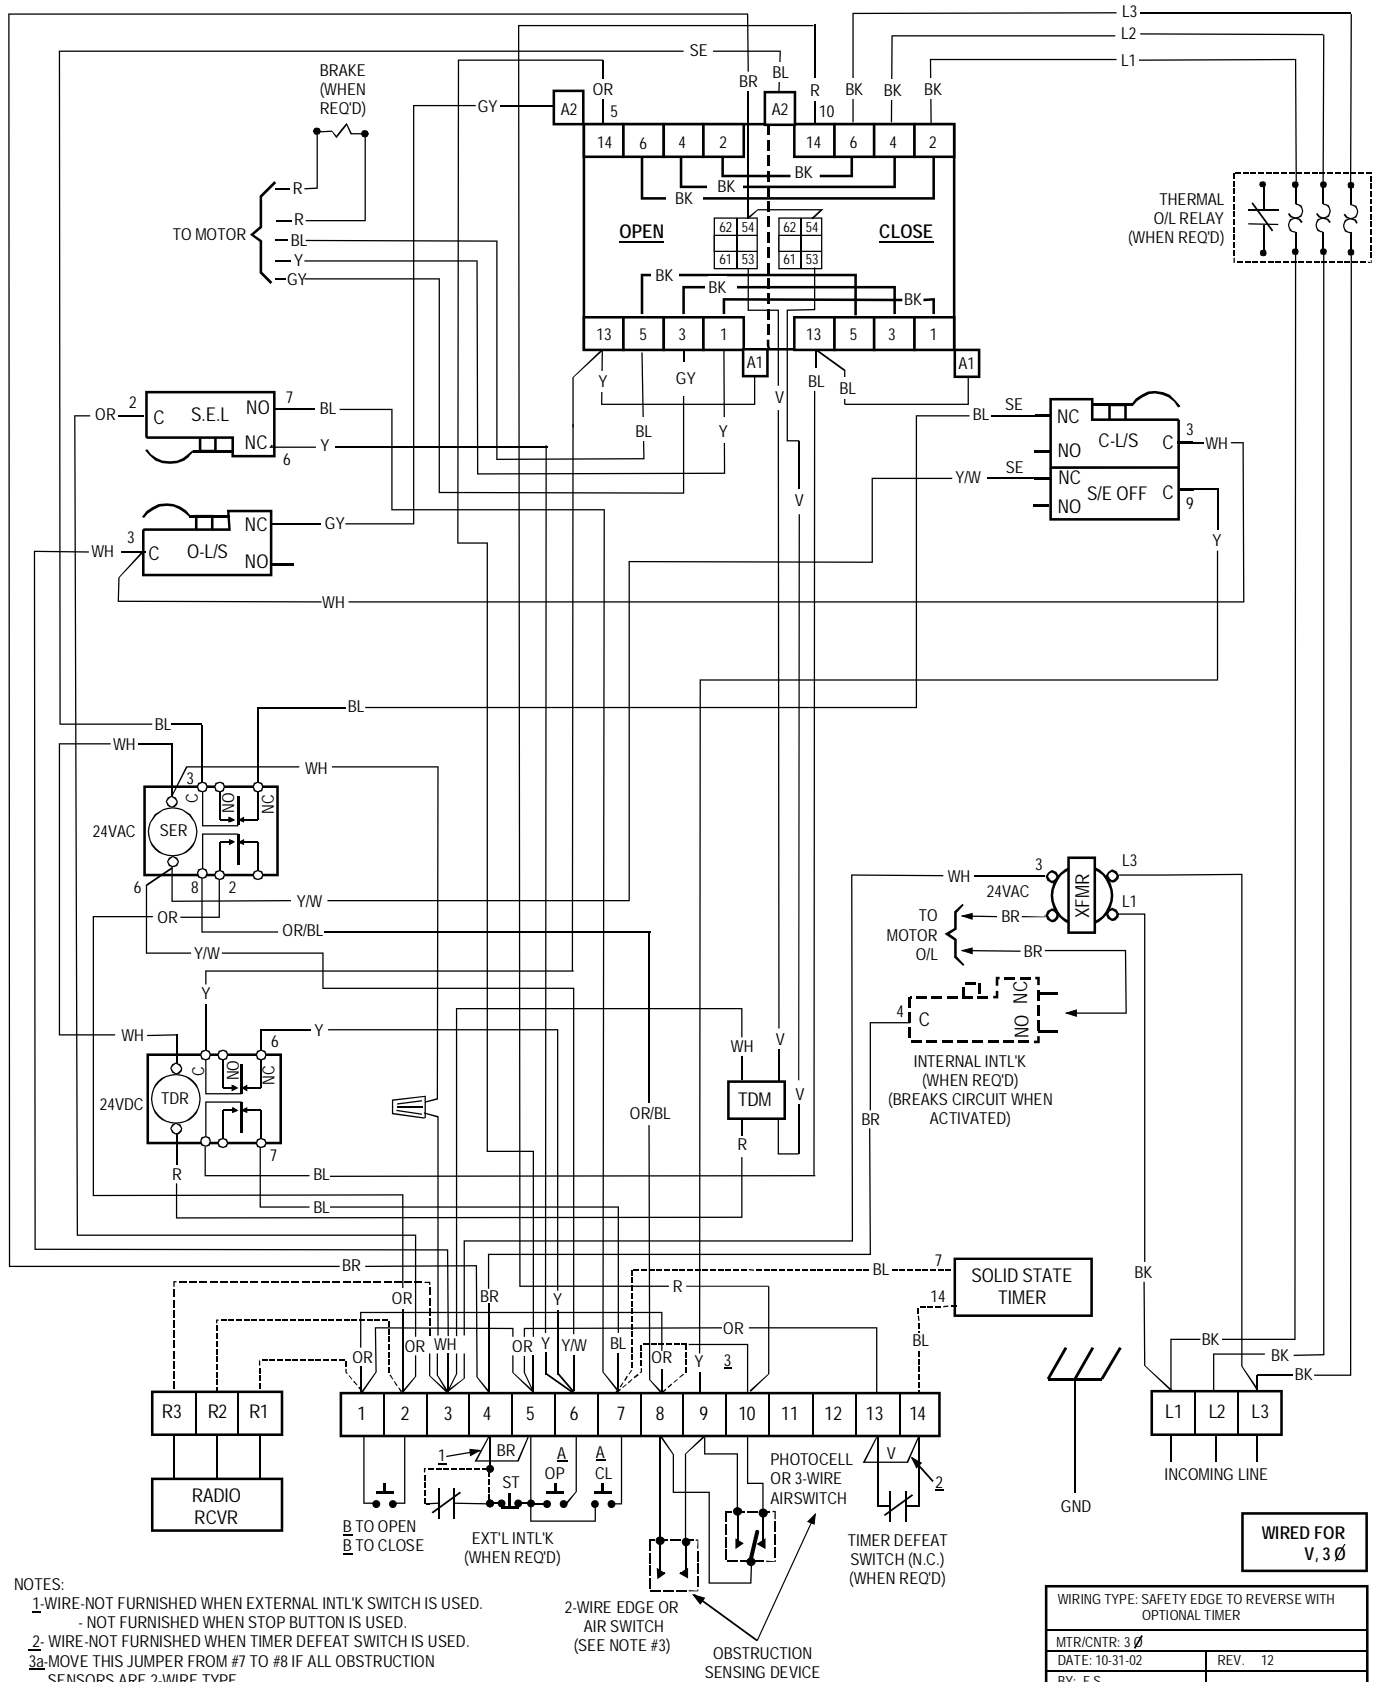 L3
L2
L1
SE
BR
BL
R
BK
BK
BK
BRAKE
(WHEN
REQ'D)
GY
A2
OR
5
A2
10
14 6 4 2
14 6 4 2
BK
BK
BK
R
R
BL
Y
GY
TO MOTOR
OPEN
CLOSE
62 54
61 53
62 54
61 53
THERMAL
O/L RELAY
(WHEN REQ'D)
BK
BK
BK
13 5 3 1
13 5 3 1
A1
A1
Y
GY
V
BL
BL
BL
Y
2
OR
C
S.E.L
NO
7
BL
NC
6
Y
BL
SE
NC
C-L/S
C
3
WH
NO
Y/W
SE
NC
S/E OFF
C
NO
9
Y
V
3
WH
C
O-L/S
NC
GY
NO
WH
BL
BL
WH
WH
3
C
NO
NC
24VAC
SER
6
8
2
OR
Y/W
OR/BL
Y/W
Y
WH
Y
6
C
NO
NC
24VDC
TDR
7
R
BL
BL
WH
V
TDM
V
R
OR/BL
3
WH
24VAC
XFMR
L3
L1
TO
MOTOR
O/L
BR
BR
4
C
NC
NO
INTERNAL INTL'K
(WHEN REQ'D)
(BREAKS CIRCUIT WHEN
ACTIVATED)
BR
BR
OR
BR
R
Y
BL
7
SOLID STATE
TIMER
14
BL
BK
BK
BK
BK
OR
OR
WH
OR
Y
Y/W
BL
OR
Y
3
OR
R3 R2 R1
1 2 3 4 5 6 7 8 9 10 11 12 13 14
L1 L2 L3
INCOMING LINE
RADIO
RCVR
1
BR
ST
A
OP
A
CL
V
2
B TO OPEN
B TO CLOSE
EXT'L INTL'K
(WHEN REQ'D)
PHOTOCELL
OR 3-WIRE
AIRSWITCH
TIMER DEFEAT
SWITCH (N.C.)
(WHEN REQ'D)
GND
WIRED FOR
V, 3 Ø
2-WIRE EDGE OR
AIR SWITCH
(SEE NOTE #3)
OBSTRUCTION
SENSING DEVICE
NOTES:
1-WIRE-NOT FURNISHED WHEN EXTERNAL INTL'K SWITCH IS USED.
- NOT FURNISHED WHEN STOP BUTTON IS USED.
2- WIRE-NOT FURNISHED WHEN TIMER DEFEAT SWITCH IS USED.
3a-MOVE THIS JUMPER FROM #7 TO #8 IF ALL OBSTRUCTION
SENSORS ARE 2-WIRE TYPE
WIRING TYPE: SAFETY EDGE TO REVERSE WITH
OPTIONAL TIMER
MTR/CNTR: 3 Ø
DATE: 10-31-02
REV. 12
BY: F.S.